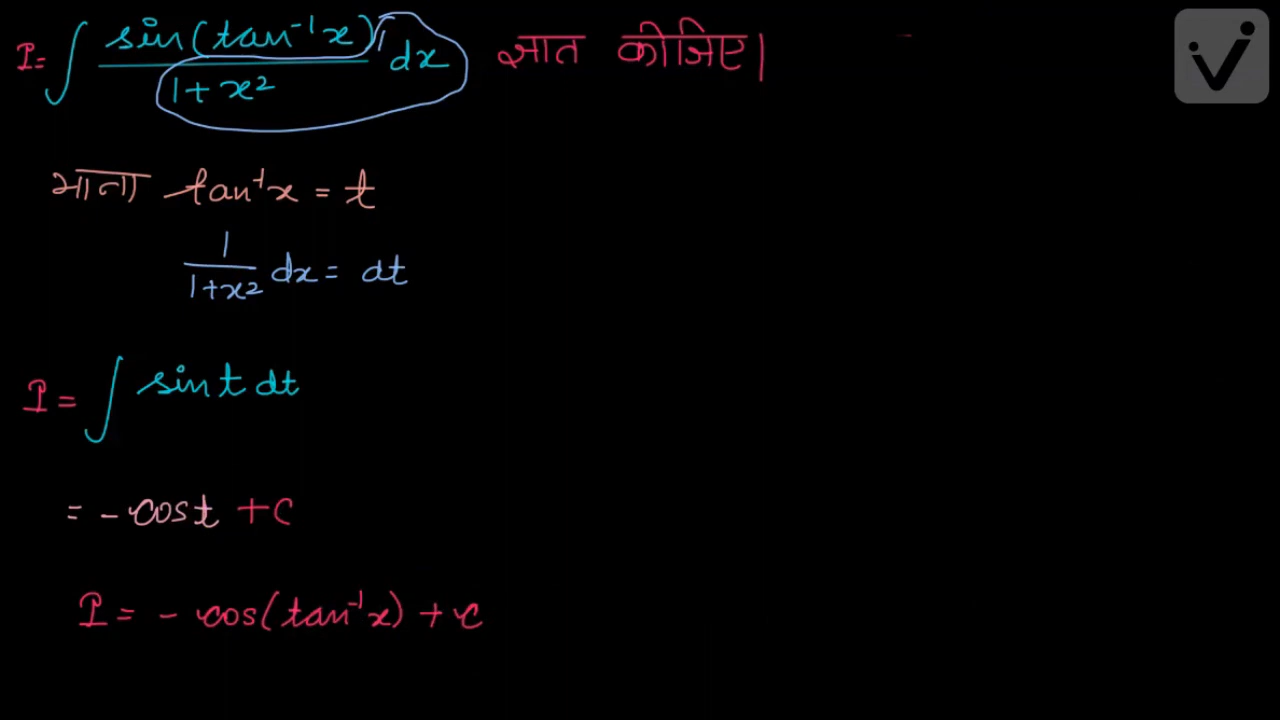 I = ∫ sin(tan⁻¹x) / 1 + x² dx ज्ञात कीजिए।
माना tan⁻¹x = t
1 / 1+x² dx = dt
I = ∫ sin t dt
= - cos t + c
I = - cos(tan⁻¹x) + c